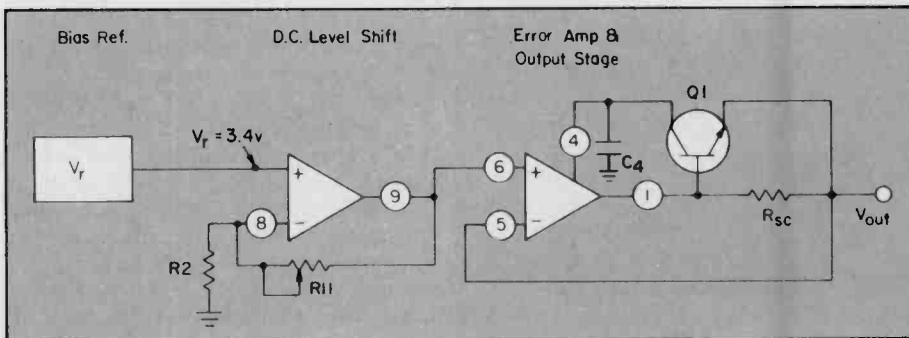 Bias Ref.
D.C. Level Shift
Error Amp &
Output Stage
Q1
Vr = 3.4v
Vr
+
−
9
8
R2
R11
6
5
+
−
4
C4
1
Rsc
Vout